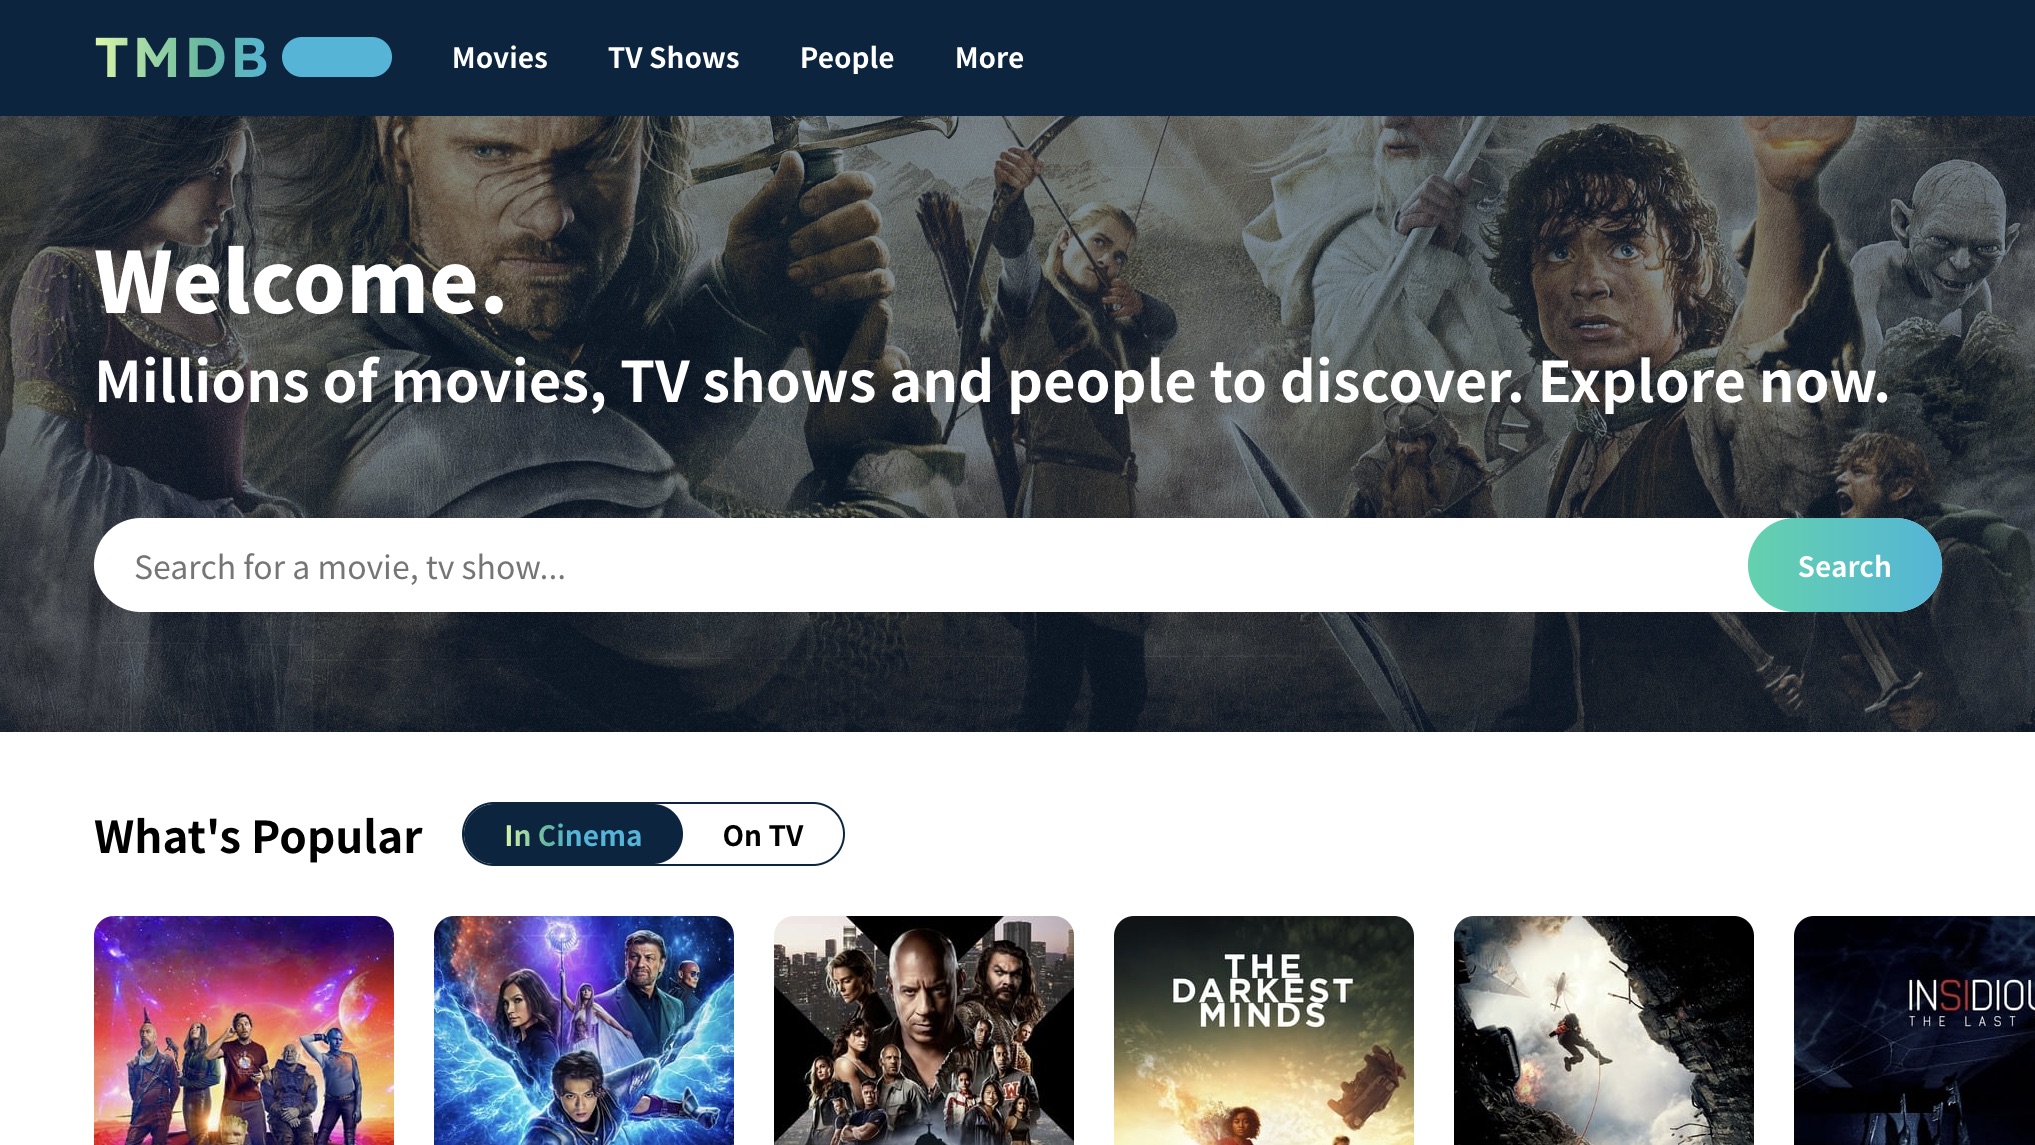 TMDB
Movies TV Shows People More
Welcome.
Millions of movies, TV shows and people to discover. Explore now.
Search for a movie, tv show... Search
What's Popular In Cinema On TV
THE
DARKEST
MINDS
INSIDIOU
THE LAST
W